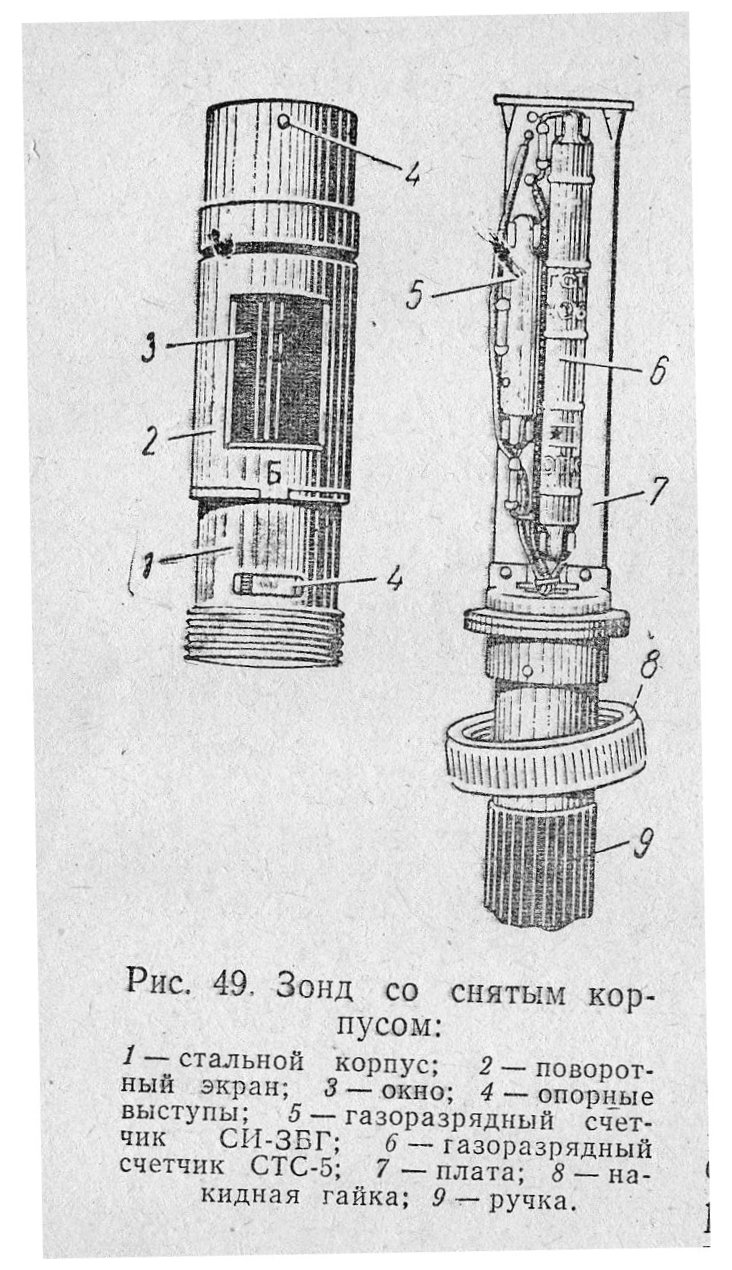 4
5
3
6
2
Б
7
1
4
8
9
Рис. 49. Зонд со снятым кор-
пусом:
1 — стальной корпус; 2 — поворот-
ный экран; 3 — окно; 4 — опорные
выступы; 5 — газоразрядный счет-
чик СИ-3БГ; 6 — газоразрядный
счетчик СТС-5; 7 — плата; 8 — на-
кидная гайка; 9 — ручка.